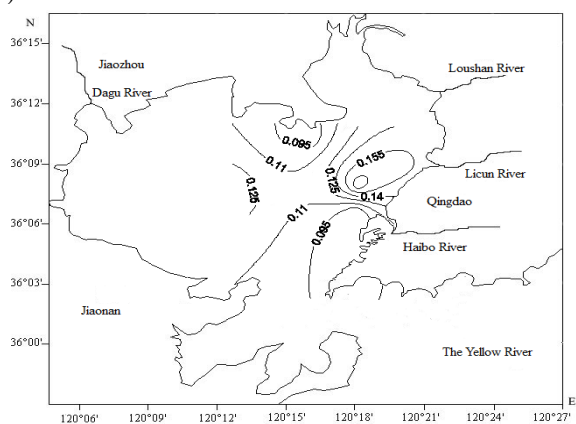 N
36°15'
Jiaozhou
Loushan River
Dagu River
36°12'
0.095
0.11
0.155
36°09'
0.125
0.125
Licun River
0.14
Qingdao
0.11
36°06'
0.095
Haibo River
36°03'
Jiaonan
36°00'
The Yellow River
E
120°06' 120°09' 120°12' 120°15' 120°18' 120°21' 120°24' 120°27'